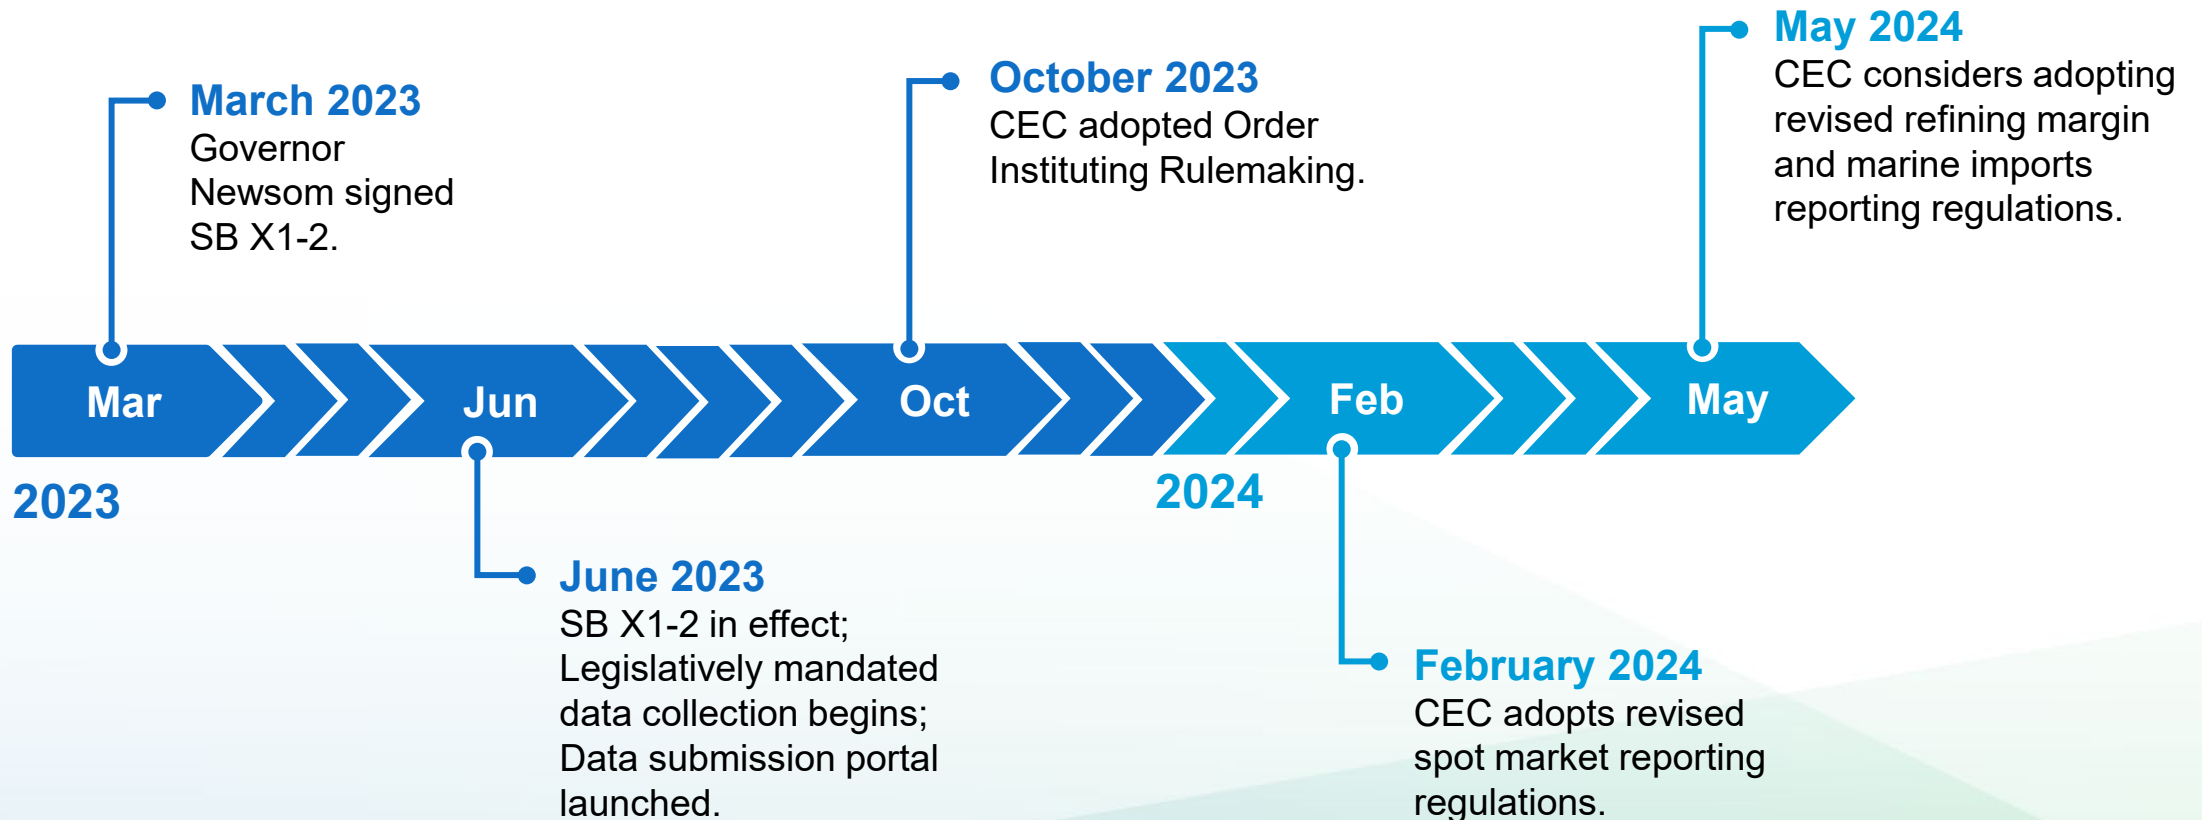 March 2023
Governor
Newsom signed
SB X1-2.
October 2023
CEC adopted Order
Instituting Rulemaking.
May 2024
CEC considers adopting
revised refining margin
and marine imports
reporting regulations.
Mar
Jun
Oct
Feb
May
2023
2024
June 2023
SB X1-2 in effect;
Legislatively mandated
data collection begins;
Data submission portal
launched.
February 2024
CEC adopts revised
spot market reporting
regulations.